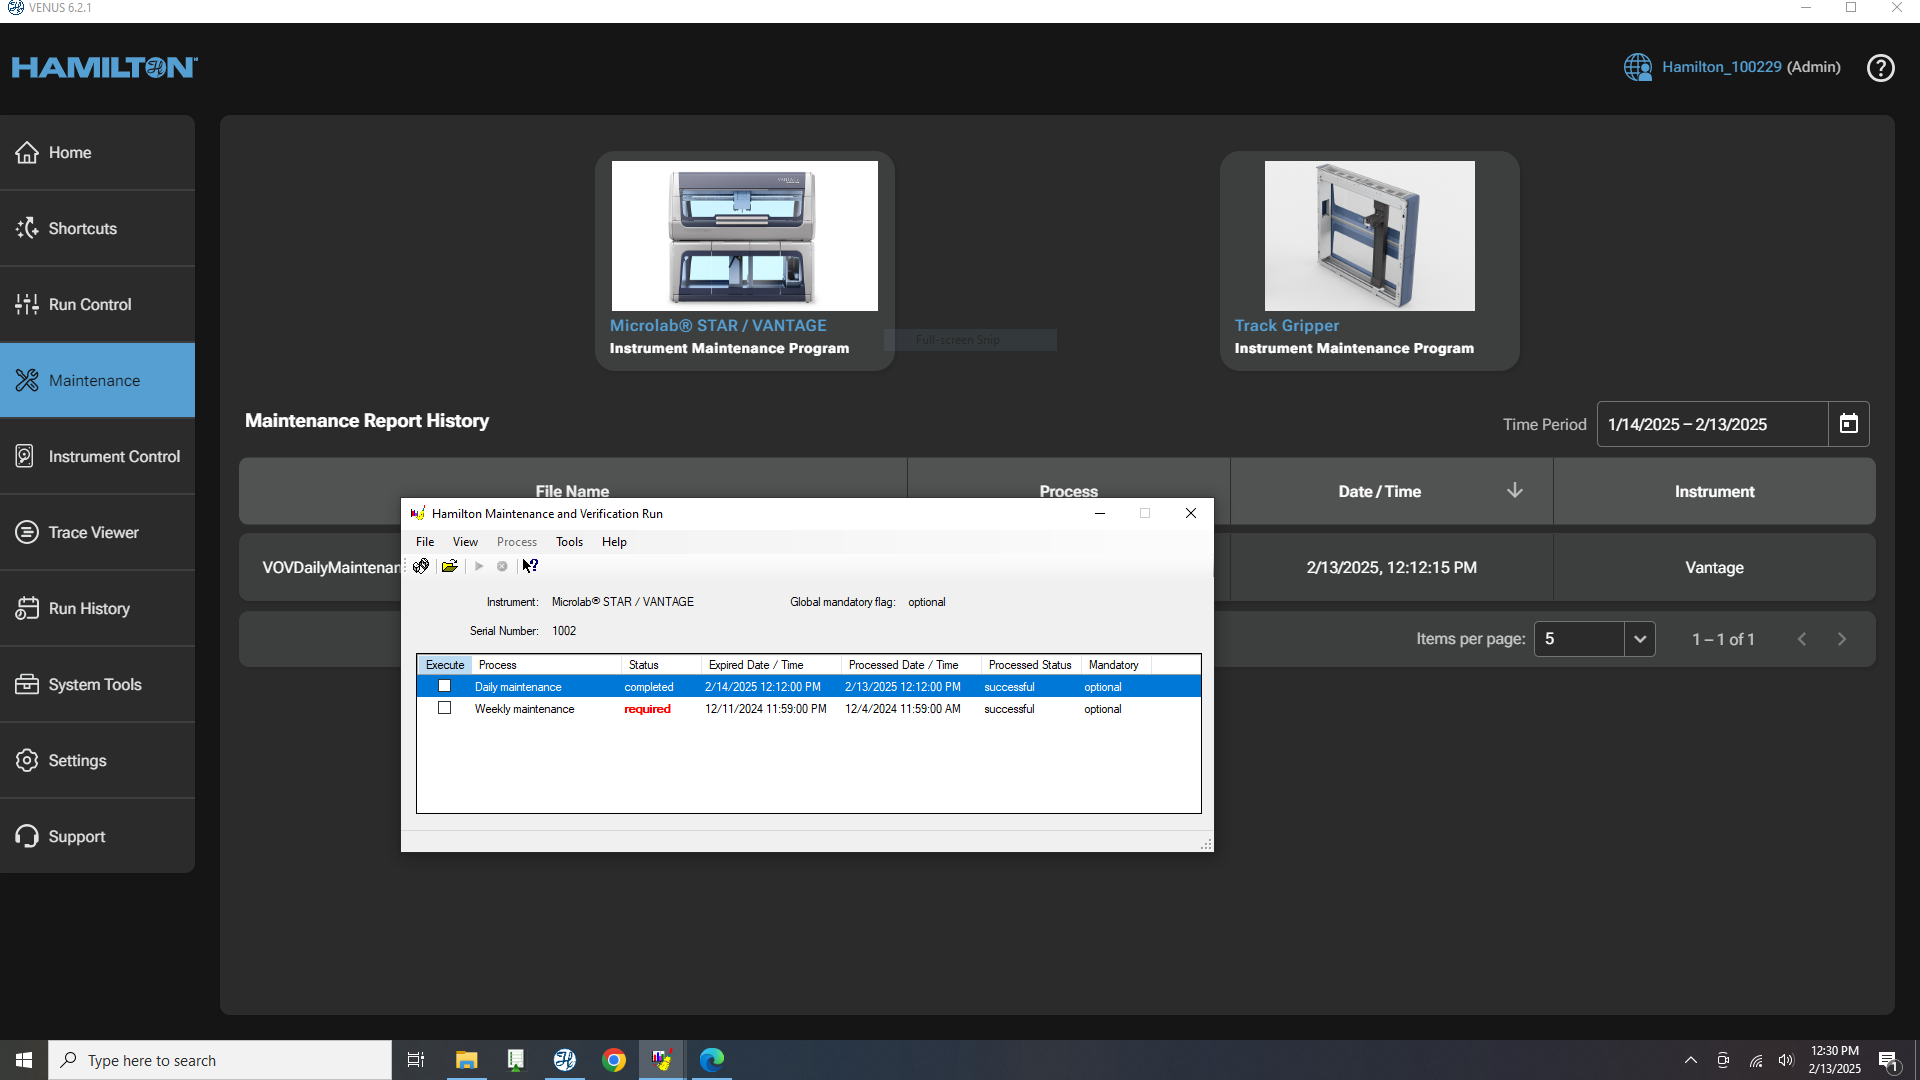 VENUS 6.2.1
HAMILTON
Hamilton_100229 (Admin)
Home
Shortcuts
Run Control
Maintenance
Instrument Control
Trace Viewer
Run History
System Tools
Settings
Support
VANTAGE
Microlab® STAR / VANTAGE
Instrument Maintenance Program
Full-screen Snip
Track Gripper
Instrument Maintenance Program
Maintenance Report History
Time Period 1/14/2025 – 2/13/2025
File Name Process Date / Time Instrument
VOVDailyMaintenan 2/13/2025, 12:12:15 PM Vantage
Items per page: 5 1 – 1 of 1
Hamilton Maintenance and Verification Run
File View Process Tools Help
Instrument: Microlab® STAR / VANTAGE Global mandatory flag: optional
Serial Number: 1002
Execute Process Status Expired Date / Time Processed Date / Time Processed Status Mandatory
Daily maintenance completed 2/14/2025 12:12:00 PM 2/13/2025 12:12:00 PM successful optional
Weekly maintenance required 12/11/2024 11:59:00 PM 12/4/2024 11:59:00 AM successful optional
Type here to search
12:30 PM
2/13/2025
1